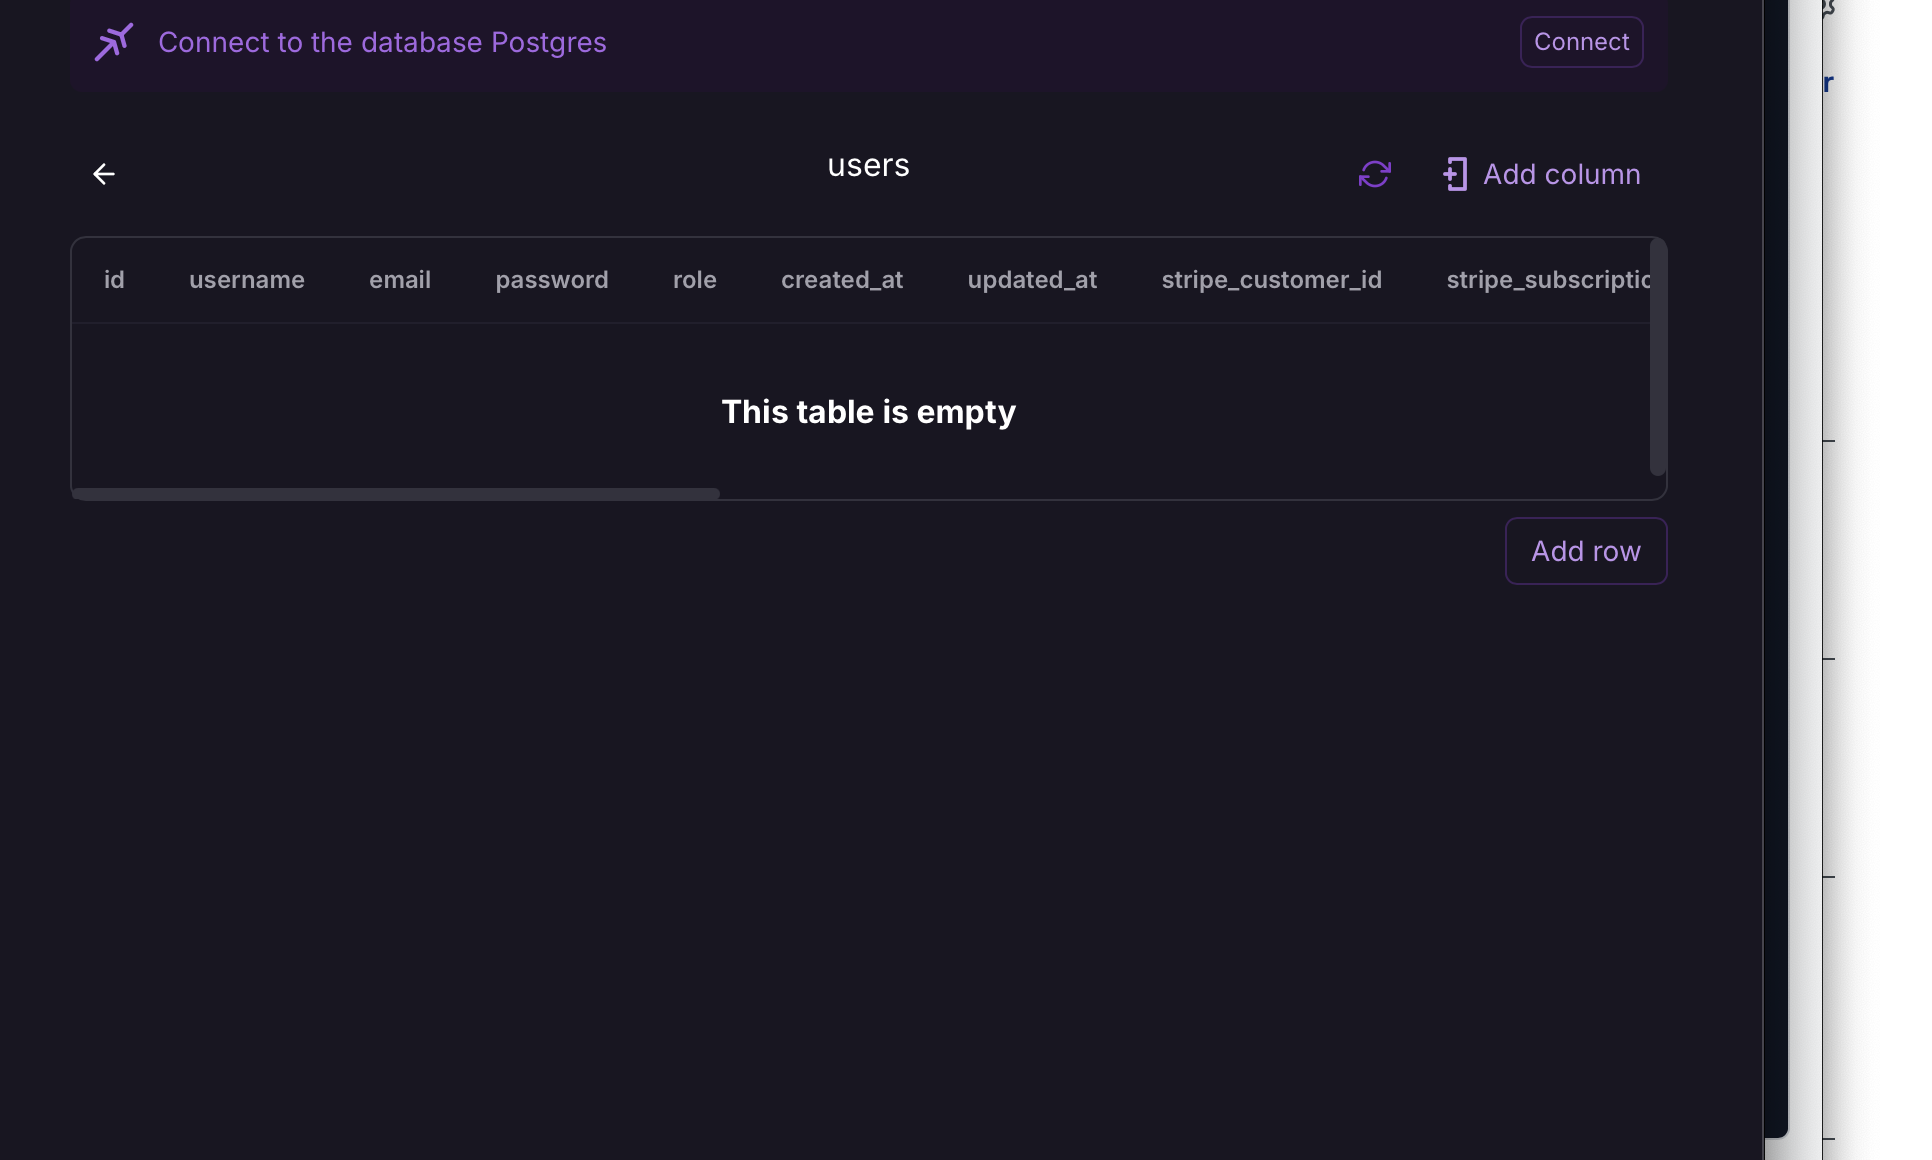 Connect to the database Postgres
Connect
users
Add column
id username email password role created_at updated_at stripe_customer_id stripe_subscriptio
This table is empty
Add row
r